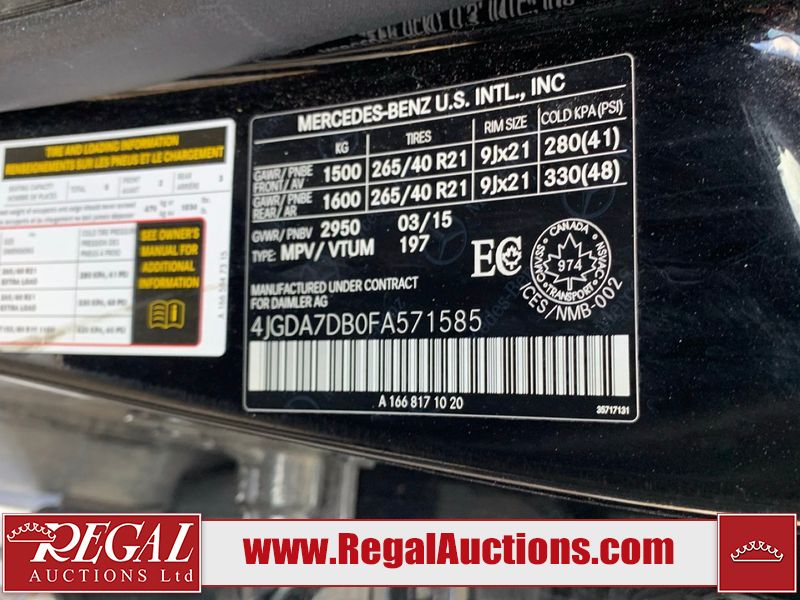 TIRE AND LOADING INFORMATION
RENSEIGNEMENTS SUR LES PNEUS ET LE CHARGEMENT
SEE OWNER'S
MANUAL FOR
ADDITIONAL
INFORMATION
MERCEDES-BENZ U.S. INTL., INC
KG TIRES RIM SIZE COLD KPA(PSI)
GAWR/PNBE
FRONT/AV 1500 265/40 R21 9Jx21 280(41)
GAWR/PNBE
REAR/AR 1600 265/40 R21 9Jx21 330(48)
GVWR/PNBV 2950 03/15
TYPE: MPV/VTUM 197
EC
CANADA
974
TRANSPORT
CMVSS
NSVAC
ICES/NMB-002
MANUFACTURED UNDER CONTRACT
FOR DAIMLER AG
4JGDA7DB0FA571585
A 166 817 10 20
35717131
REGAL
AUCTIONS Ltd
www.RegalAuctions.com